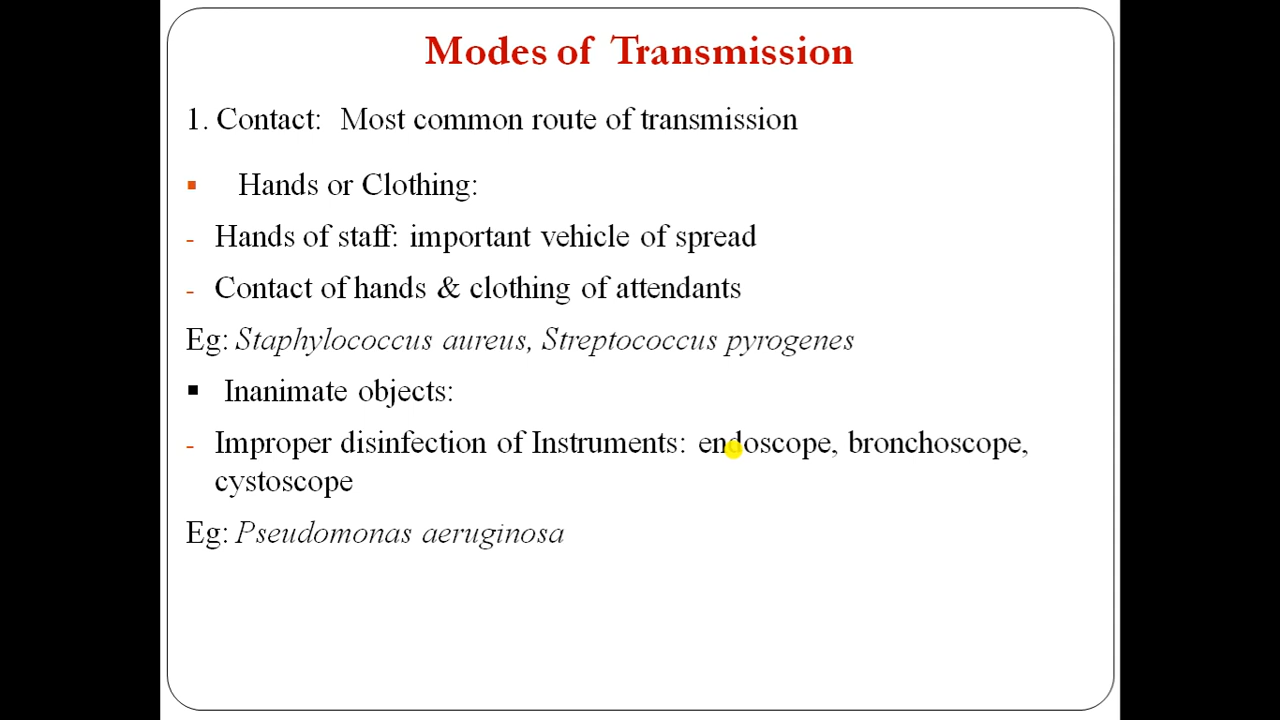 Modes of Transmission
1. Contact: Most common route of transmission
▪ Hands or Clothing:
- Hands of staff: important vehicle of spread
- Contact of hands & clothing of attendants
Eg: Staphylococcus aureus, Streptococcus pyrogenes
▪ Inanimate objects:
- Improper disinfection of Instruments: endoscope, bronchoscope,
cystoscope
Eg: Pseudomonas aeruginosa